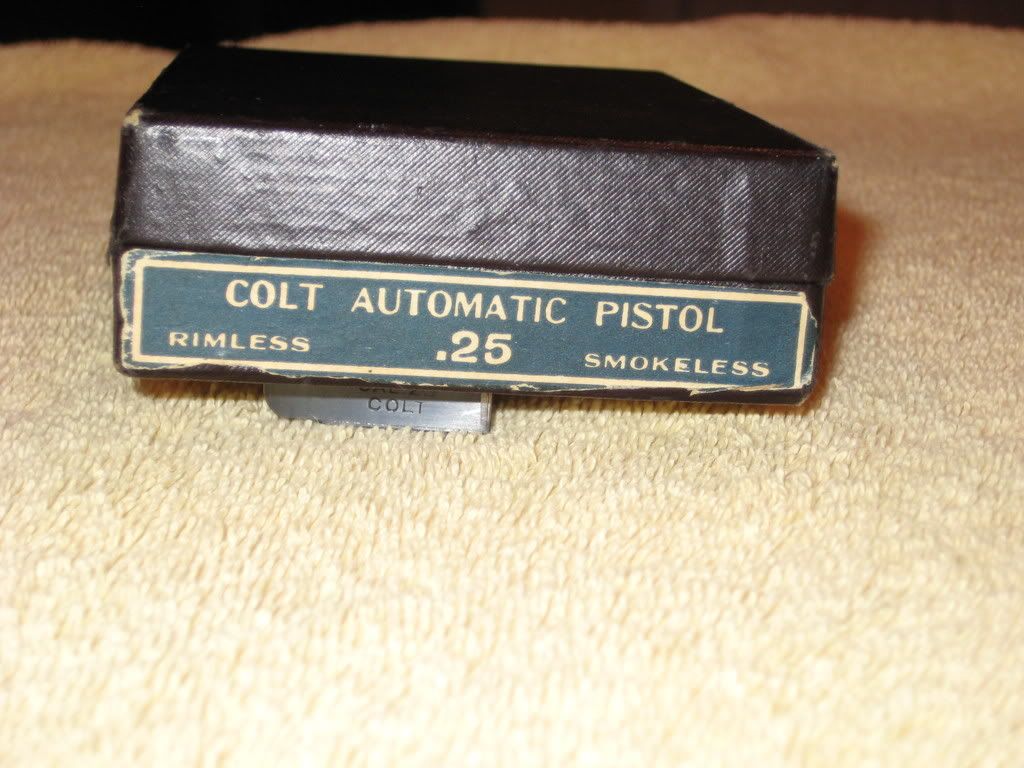 COLT AUTOMATIC PISTOL
RIMLESS .25 SMOKELESS
COLT